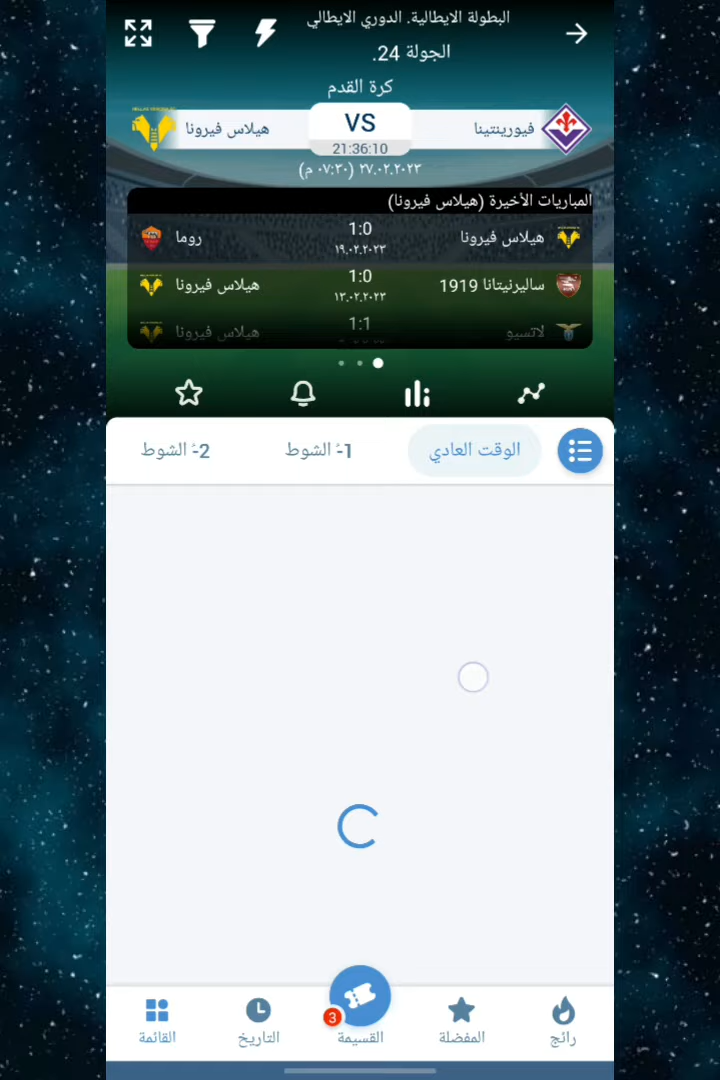 البطولة الايطالية. الدوري الايطالي
الجولة 24.
كرة القدم
فيورينتينا VS هيلاس فيرونا
21:36:10
٢٧.٠٢.٢٠٢٣ (٠٧:٣٠ م)
المباريات الأخيرة (هيلاس فيرونا)
هيلاس فيرونا 1:0 روما
١٩.٠٢.٢٠٢٣
ساليرنيتانا 1919 1:0 هيلاس فيرونا
١٣.٠٢.٢٠٢٣
لاتسيو 1:1 هيلاس فيرونا
الوقت العادي 1-ُ الشوط 2-ُ الشوط
3
رائج المفضلة القسيمة التاريخ القائمة